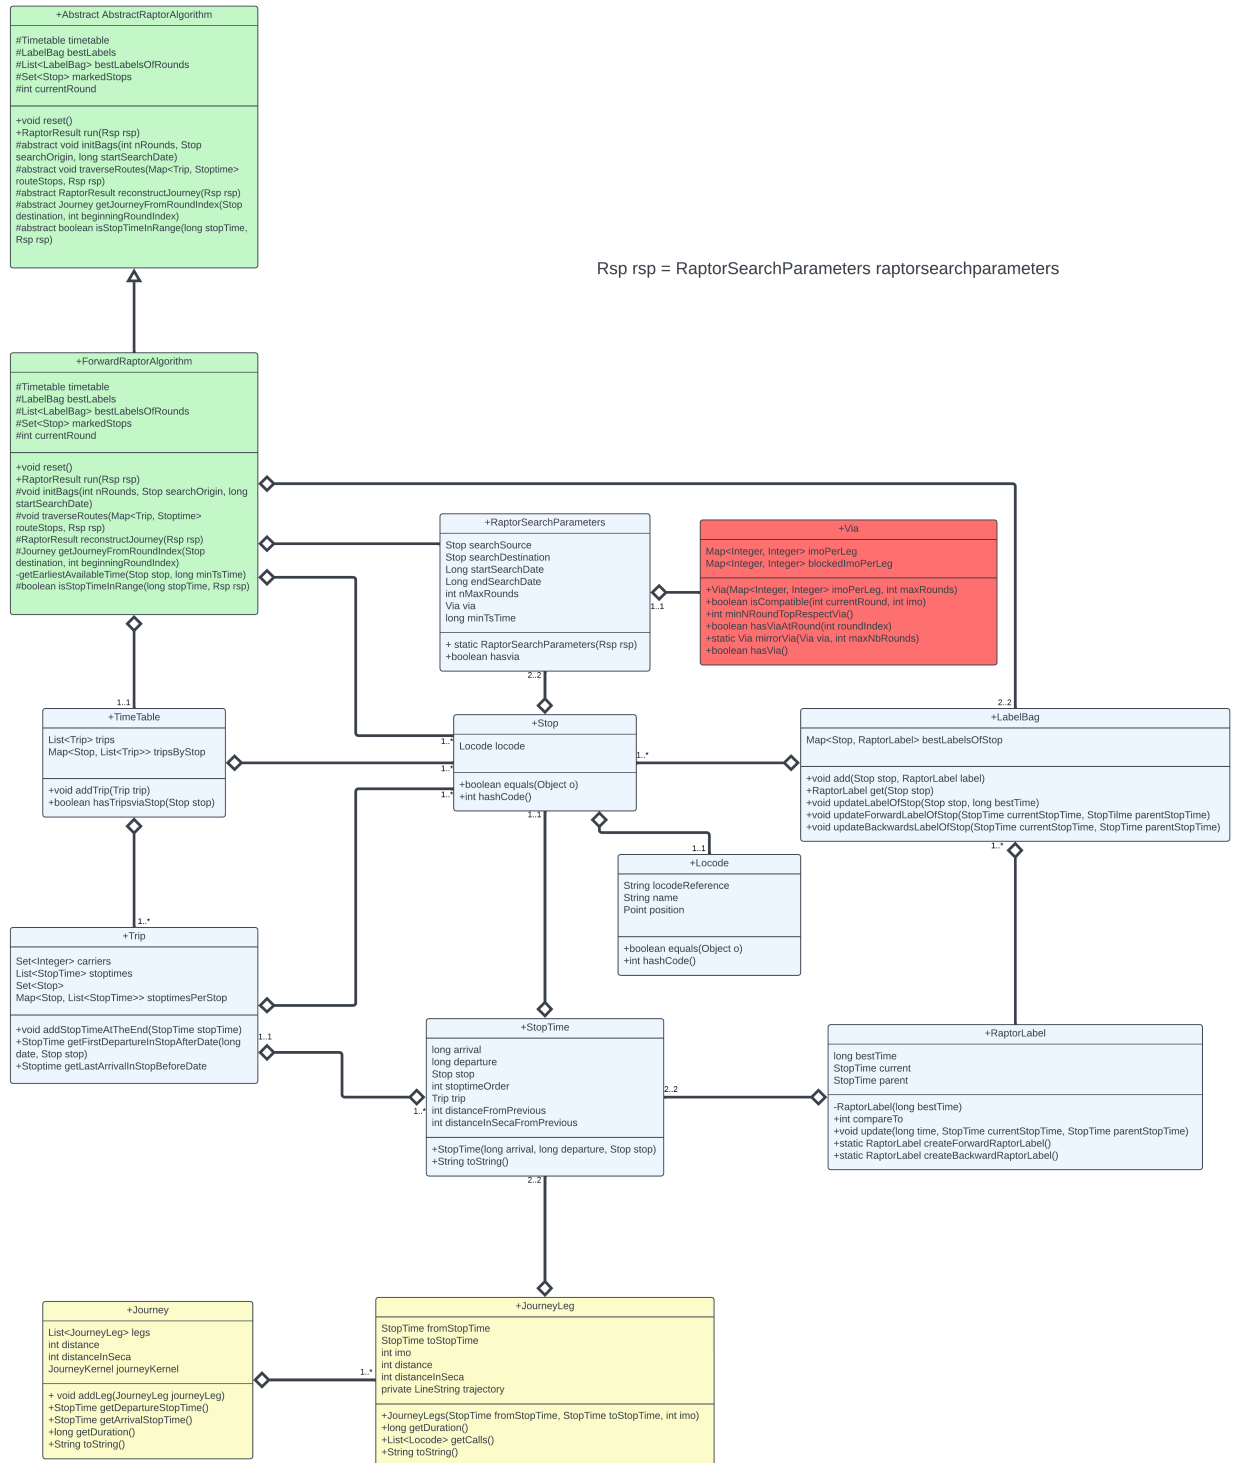 +Abstract AbstractRaptorAlgorithm
#Timetable timetable
#LabelBag bestLabels
#List<LabelBag> bestLabelsOfRounds
#Set<Stop> markedStops
#int currentRound
+void reset()
+RaptorResult run(Rsp rsp)
#abstract void initBags(int nRounds, Stop
searchOrigin, long startSearchDate)
#abstract void traverseRoutes(Map<Trip, Stoptime>
routeStops, Rsp rsp)
#abstract RaptorResult reconstructJourney(Rsp rsp)
#abstract Journey getJourneyFromRoundIndex(Stop
destination, int beginningRoundIndex)
#abstract boolean isStopTimeInRange(long stopTime,
Rsp rsp)
Rsp rsp = RaptorSearchParameters raptorsearchparameters
+ForwardRaptorAlgorithm
#Timetable timetable
#LabelBag bestLabels
#List<LabelBag> bestLabelsOfRounds
#Set<Stop> markedStops
#int currentRound
+void reset()
+RaptorResult run(Rsp rsp)
#void initBags(int nRounds, Stop searchOrigin, long
startSearchDate)
#void traverseRoutes(Map<Trip, Stoptime>
routeStops, Rsp rsp)
#RaptorResult reconstructJourney(Rsp rsp)
#Journey getJourneyFromRoundIndex(Stop
destination, int beginningRoundIndex)
-getEarliestAvailableTime(Stop stop, long minTsTime)
#boolean isStopTimeInRange(long stopTime, Rsp rsp)
+RaptorSearchParameters
Stop searchSource
Stop searchDestination
Long startSearchDate
Long endSearchDate
int nMaxRounds
Via via
long minTsTime
+ static RaptorSearchParameters(Rsp rsp)
+boolean hasvia
1..1
2..2
+Via
Map<Integer, Integer> imoPerLeg
Map<Integer, Integer> blockedImoPerLeg
+Via(Map<Integer, Integer> imoPerLeg, int maxRounds)
+boolean isCompatible(int currentRound, int imo)
+int minNRoundTopRespectVia()
+boolean hasViaAtRound(int roundIndex)
+static Via mirrorVia(Via via, int maxNbRounds)
+boolean hasVia()
1..1
+TimeTable
List<Trip> trips
Map<Stop, List<Trip>> tripsByStop
+void addTrip(Trip trip)
+boolean hasTripsviaStop(Stop stop)
1..*
1..*
1..*
+Stop
Locode locode
+boolean equals(Object o)
+int hashCode()
1..*
1..1
2..2
+LabelBag
Map<Stop, RaptorLabel> bestLabelsOfStop
+void add(Stop stop, RaptorLabel label)
+RaptorLabel get(Stop stop)
+void updateLabelOfStop(Stop stop, long bestTime)
+void updateForwardLabelOfStop(StopTime currentStopTime, StopTilme parentStopTime)
+void updateBackwardsLabelOfStop(StopTime currentStopTime, StopTime parentStopTime)
1..*
1..1
+Locode
String locodeReference
String name
Point position
+boolean equals(Object o)
+int hashCode()
1..*
+Trip
Set<Integer> carriers
List<StopTime> stoptimes
Set<Stop>
Map<Stop, List<StopTime>> stoptimesPerStop
+void addStopTimeAtTheEnd(StopTime stopTime)
+StopTime getFirstDepartureInStopAfterDate(long
date, Stop stop)
+Stoptime getLastArrivalInStopBeforeDate
1..1
1..*
+StopTime
long arrival
long departure
Stop stop
int stoptimeOrder
Trip trip
int distanceFromPrevious
int distanceInSecaFromPrevious
+StopTime(long arrival, long departure, Stop stop)
+String toString()
2..2
2..2
+RaptorLabel
long bestTime
StopTime current
StopTime parent
-RaptorLabel(long bestTime)
+int compareTo
+void update(long time, StopTime currentStopTime, StopTime parentStopTime)
+static RaptorLabel createForwardRaptorLabel()
+static RaptorLabel createBackwardRaptorLabel()
+Journey
List<JourneyLeg> legs
int distance
int distanceInSeca
JourneyKernel journeyKernel
+ void addLeg(JourneyLeg journeyLeg)
+StopTime getDepartureStopTime()
+StopTime getArrivalStopTime()
+long getDuration()
+String toString()
1..*
+JourneyLeg
StopTime fromStopTime
StopTime toStopTime
int imo
int distance
int distanceInSeca
private LineString trajectory
+JourneyLegs(StopTime fromStopTime, StopTime toStopTime, int imo)
+long getDuration()
+List<Locode> getCalls()
+String toString()